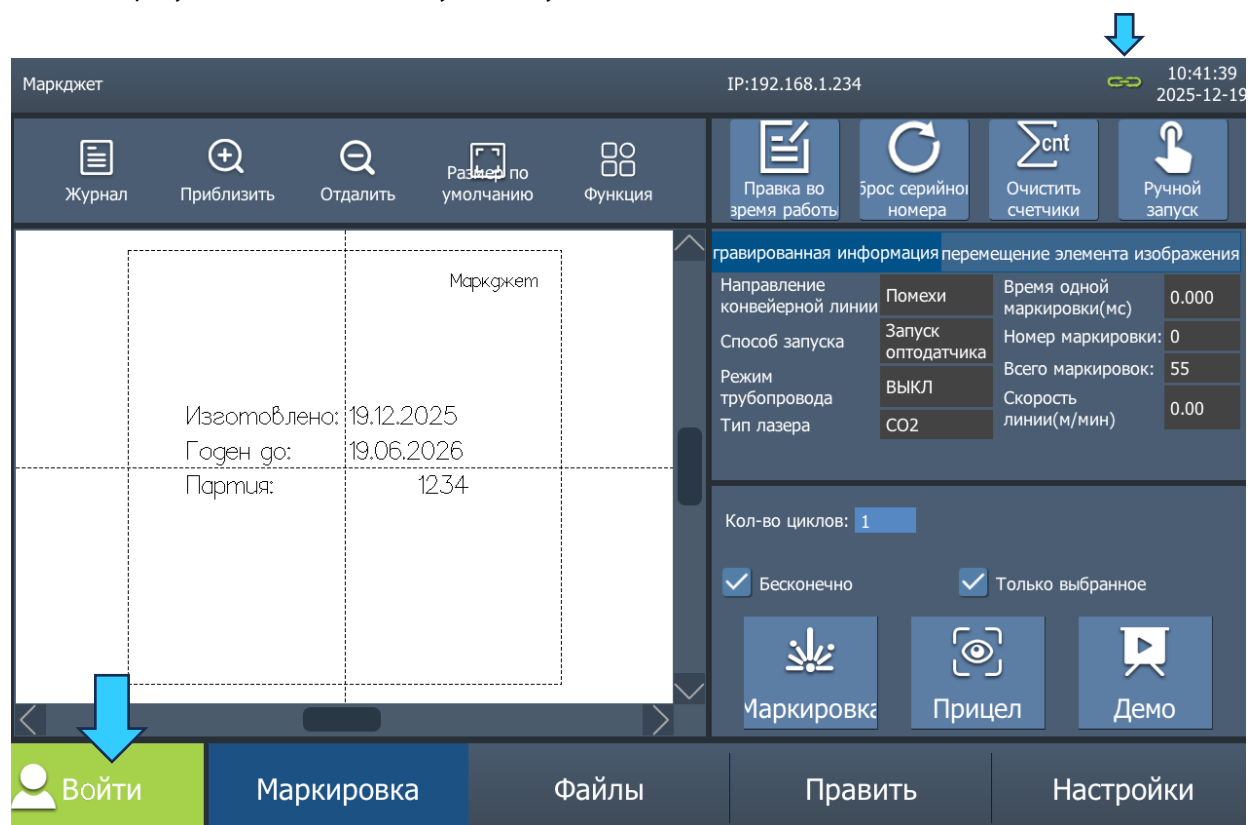 Маркджет
IP:192.168.1.234
10:41:39
2025-12-19
Журнал
Приблизить
Отдалить
Размер по
умолчанию
Функция
Правка во
время работь
брос серийно
номера
Σcnt
Очистить
счетчики
Ручной
запуск
Маркджет
Изготовлено: 19.12.2025
Годен до: 19.06.2026
Партия: 1234
гравированная информация
перемещение элемента изображения
Направление
конвейерной линии
Помехи
Способ запуска
Запуск
оптодатчика
Режим
трубопровода
ВЫКЛ
Тип лазера
CO2
Время одной
маркировки(мс)
0.000
Номер маркировки: 0
Всего маркировок: 55
Скорость
линии(м/мин)
0.00
Кол-во циклов: 1
Бесконечно
Только выбранное
Маркировка
Прицел
Демо
Войти
Маркировка
Файлы
Править
Настройки